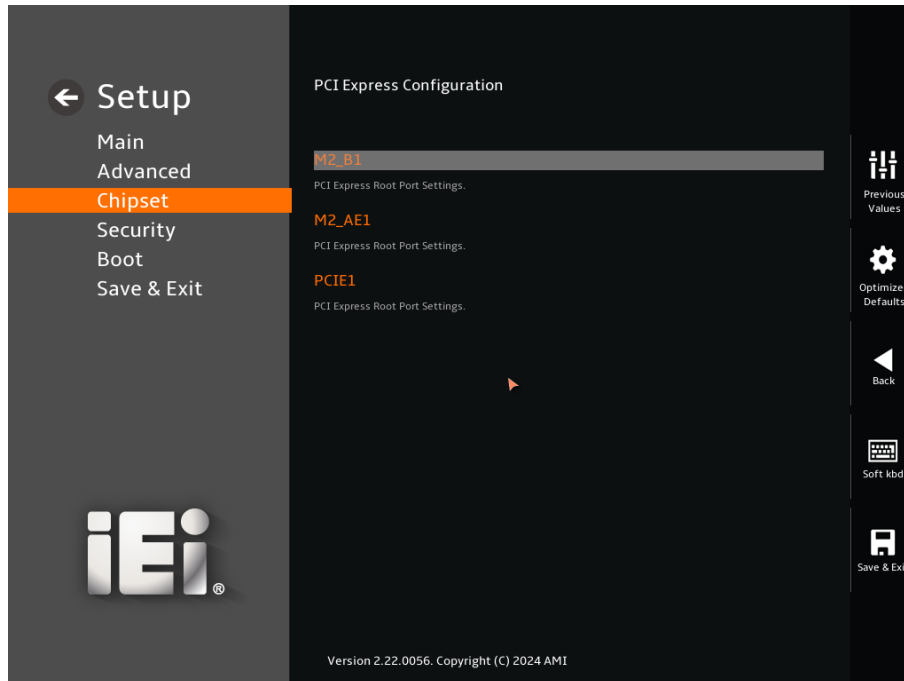 Setup
Main
Advanced
Chipset
Security
Boot
Save & Exit
iEi
®
PCI Express Configuration
M2_B1
PCI Express Root Port Settings.
M2_AE1
PCI Express Root Port Settings.
PCIE1
PCI Express Root Port Settings.
Previous
Values
Optimize
Defaults
Back
Soft kbd
Save & Exi
Version 2.22.0056. Copyright (C) 2024 AMI